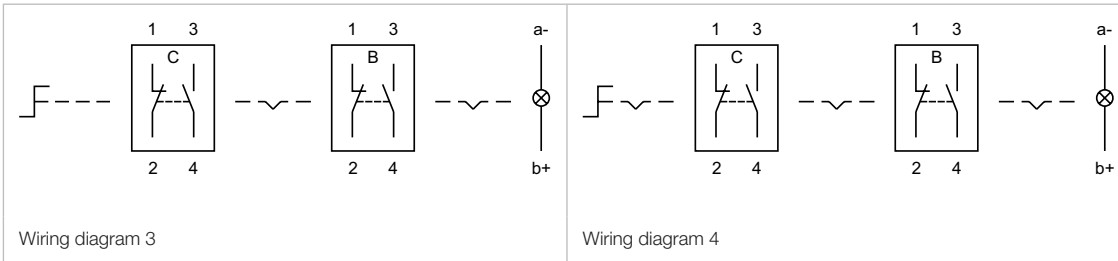 1 3 1 3 a- 1 3 1 3 a-
C B C B
2 4 2 4 b+ 2 4 2 4 b+
Wiring diagram 3 Wiring diagram 4